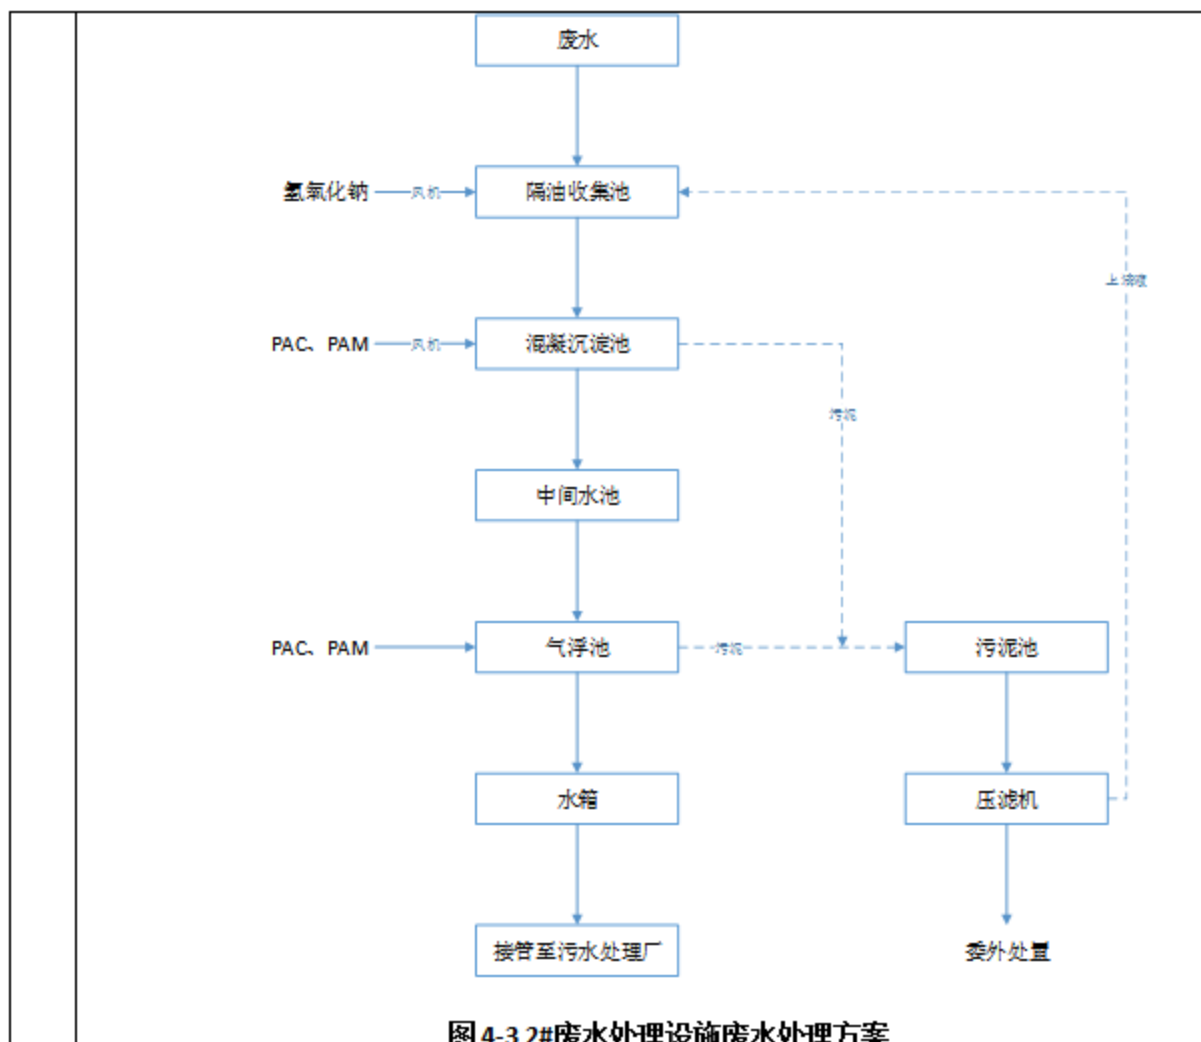 废水
氢氧化钠 风机 隔油收集池
上清液
PAC、PAM 风机 混凝沉淀池
污泥
中间水池
PAC、PAM 气浮池 污泥 污泥池
水箱 压滤机
接管至污水处理厂 委外处置
图 4-3 2#废水处理设施废水处理方案